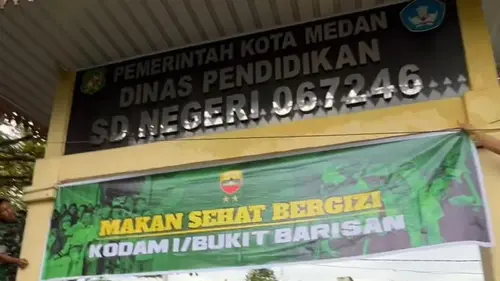 PEMERINTAH KOTA MEDAN
DINAS PENDIDIKAN
SD.NEGERI 067246
MAKAN SEHAT BERGIZI
KODAM I/BUKIT BARISAN